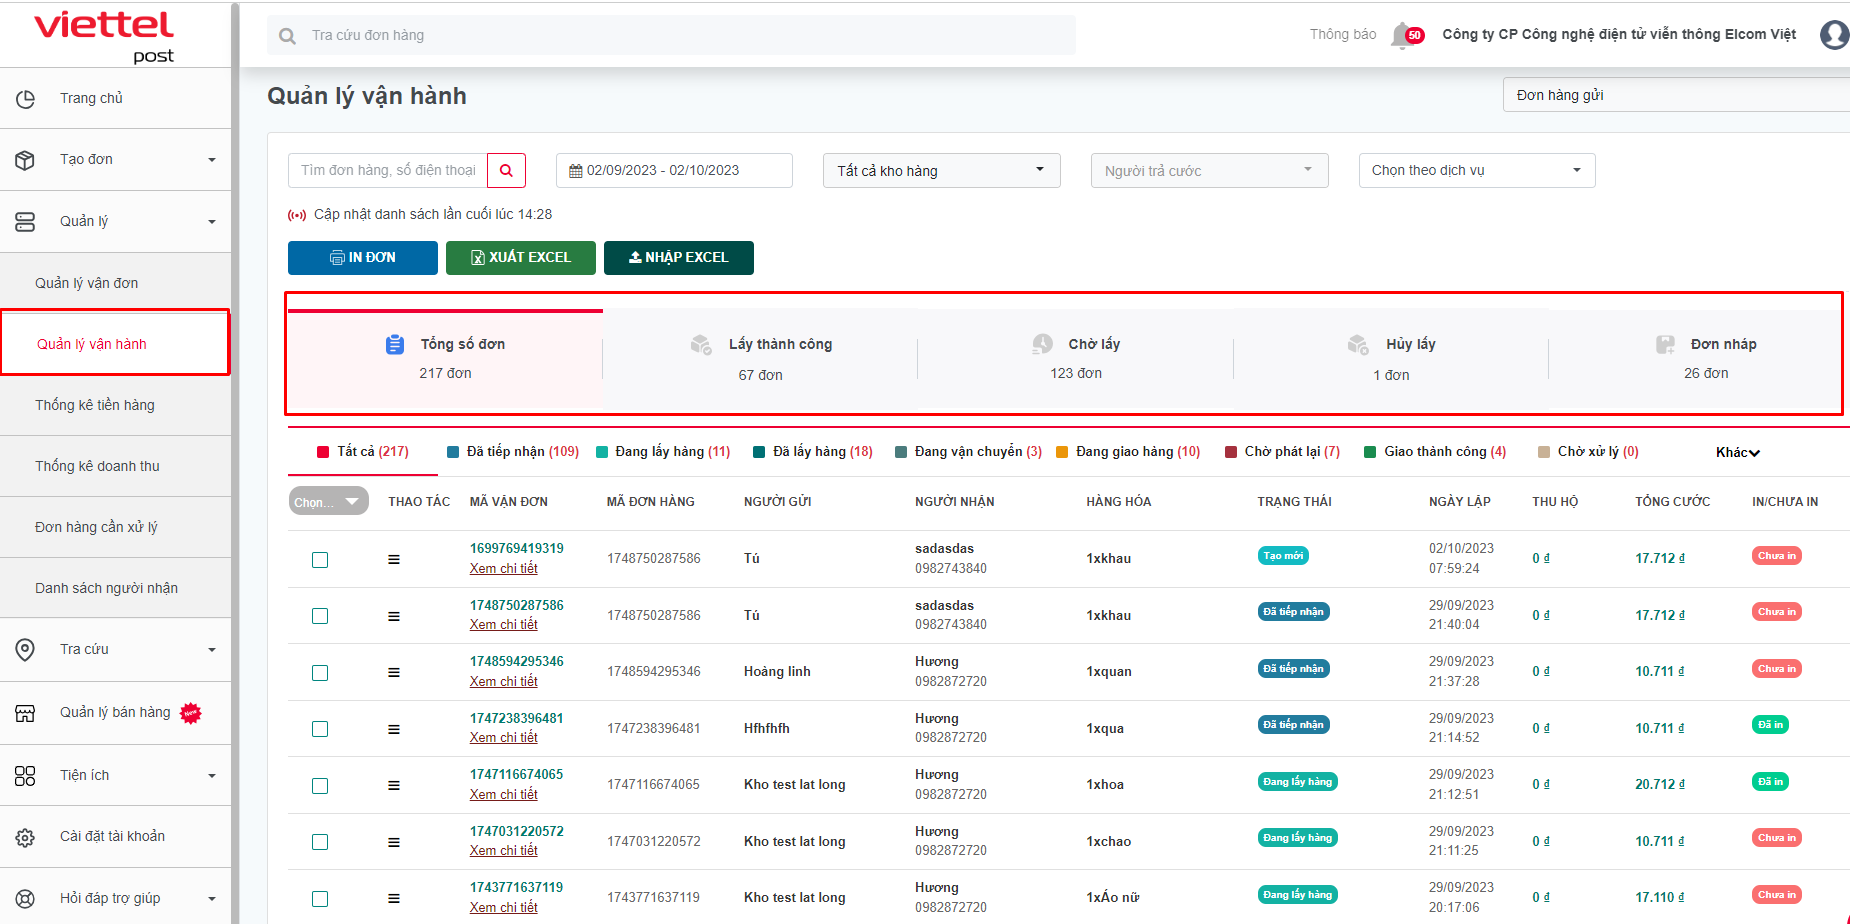 viettel
post
Tra cứu đơn hàng
Thông báo
50
Công ty CP Công nghệ điện tử viễn thông Elcom Việt
Trang chủ
Tạo đơn
Quản lý
Quản lý vận đơn
Quản lý vận hành
Thống kê tiền hàng
Thống kê doanh thu
Đơn hàng cần xử lý
Danh sách người nhận
Tra cứu
Quản lý bán hàng New
Tiện ích
Cài đặt tài khoản
Hỏi đáp trợ giúp
Quản lý vận hành
Đơn hàng gửi
Tìm đơn hàng, số điện thoại
02/09/2023 - 02/10/2023
Tất cả kho hàng
Người trả cước
Chọn theo dịch vụ
Cập nhật danh sách lần cuối lúc 14:28
IN ĐƠN
XUẤT EXCEL
NHẬP EXCEL
Tổng số đơn
217 đơn
Lấy thành công
67 đơn
Chờ lấy
123 đơn
Hủy lấy
1 đơn
Đơn nháp
26 đơn
Tất cả (217) Đã tiếp nhận (109) Đang lấy hàng (11) Đã lấy hàng (18) Đang vận chuyển (3) Đang giao hàng (10) Chờ phát lại (7) Giao thành công (4) Chờ xử lý (0) Khác
Chọn... THAO TÁC MÃ VẬN ĐƠN MÃ ĐƠN HÀNG NGƯỜI GỬI NGƯỜI NHẬN HÀNG HÓA TRẠNG THÁI NGÀY LẬP THU HỘ TỔNG CƯỚC IN/CHƯA IN
1699769419319 sadasdas 02/10/2023
1748750287586 Tú 1xkhau Tạo mới 0 đ 17.712 đ Chưa in
Xem chi tiết 0982743840 07:59:24
1748750287586 sadasdas 29/09/2023
1748750287586 Tú 1xkhau Đã tiếp nhận 0 đ 17.712 đ Chưa in
Xem chi tiết 0982743840 21:40:04
1748594295346 Hương 29/09/2023
1748594295346 Hoàng linh 1xquan Đã tiếp nhận 0 đ 10.711 đ Chưa in
Xem chi tiết 0982872720 21:37:28
1747238396481 Hương 29/09/2023
1747238396481 Hfhfhfh 1xqua Đã tiếp nhận 0 đ 10.711 đ Đã in
Xem chi tiết 0982872720 21:14:52
1747116674065 Hương 29/09/2023
1747116674065 Kho test lat long 1xhoa Đang lấy hàng 0 đ 20.712 đ Đã in
Xem chi tiết 0982872720 21:12:51
1747031220572 Hương 29/09/2023
1747031220572 Kho test lat long 1xchao Đang lấy hàng 0 đ 10.711 đ Chưa in
Xem chi tiết 0982872720 21:11:25
1743771637119 Hương 29/09/2023
1743771637119 Kho test lat long 1xÁo nữ Đang lấy hàng 0 đ 17.110 đ Chưa in
Xem chi tiết 0982872720 20:17:06